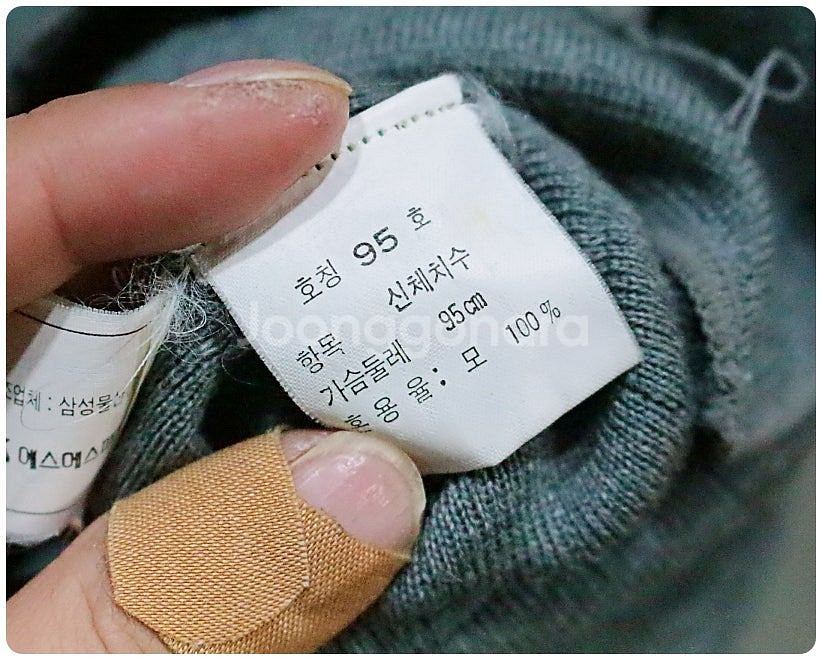 호칭 95 호
항목 신체치수
가슴둘레 95cm
혼용율: 모 100%
조업체 : 삼성물산
에스에스
Joonggonara